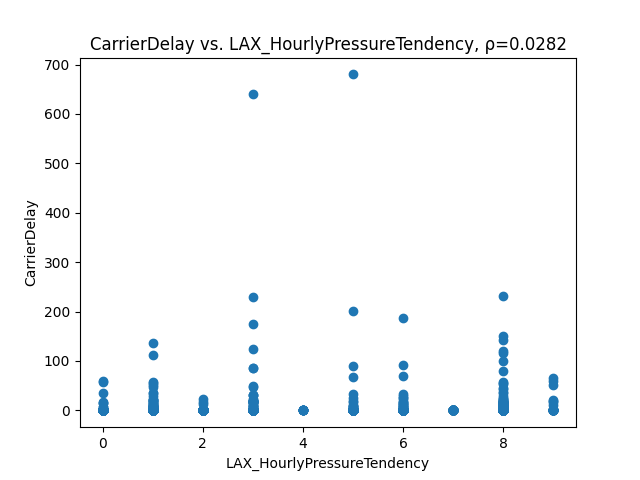 CarrierDelay vs. LAX_HourlyPressureTendency, ρ=0.0282
700
600
500
400
300
200
100
0
CarrierDelay
0 2 4 6 8
LAX_HourlyPressureTendency